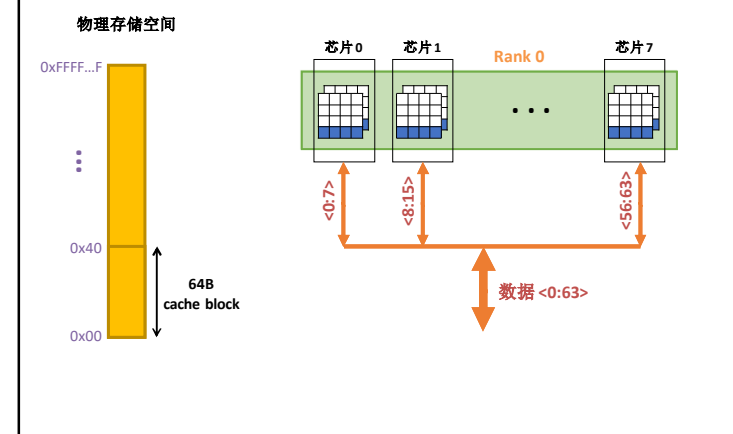 物理存储空间
0xFFFF...F
⋮
0x40
0x00
64B
cache block
芯片0
芯片1
Rank 0
芯片7
...
<0:7>
<8:15>
<56:63>
数据 <0:63>